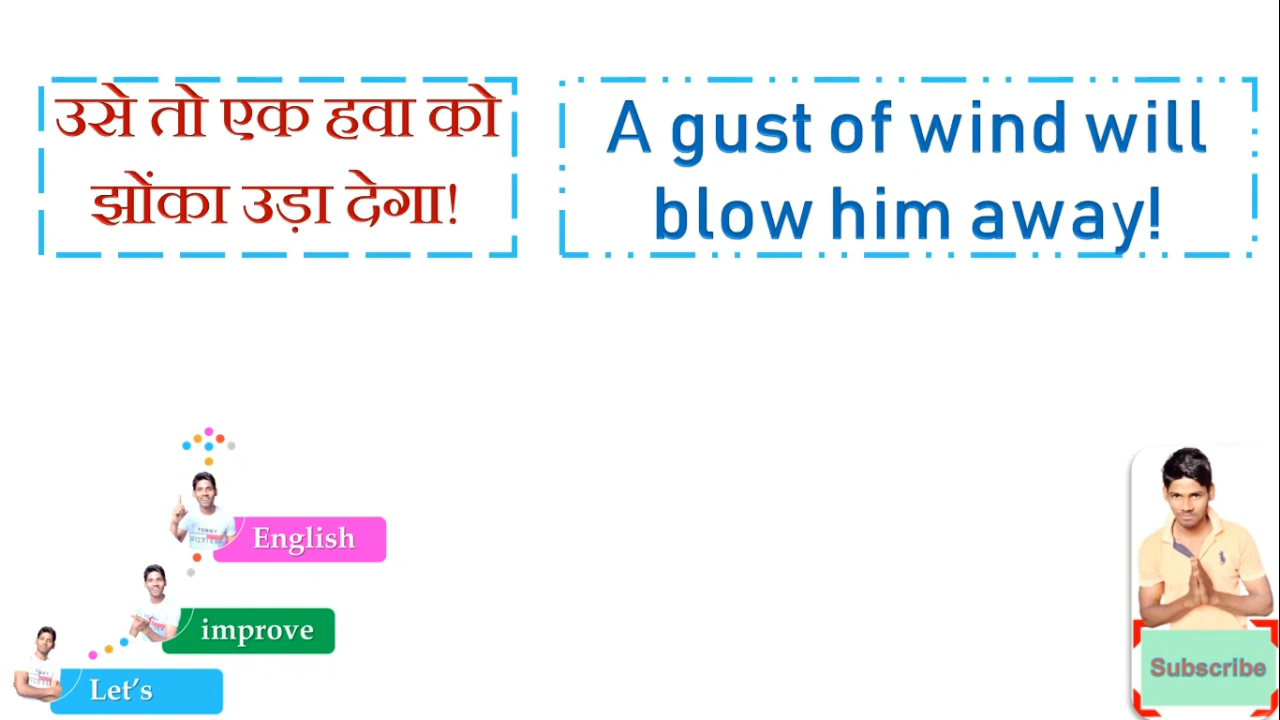 उसे तो एक हवा को
झोंका उड़ा देगा!
A gust of wind will
blow him away!
English
improve
Let's
Subscribe